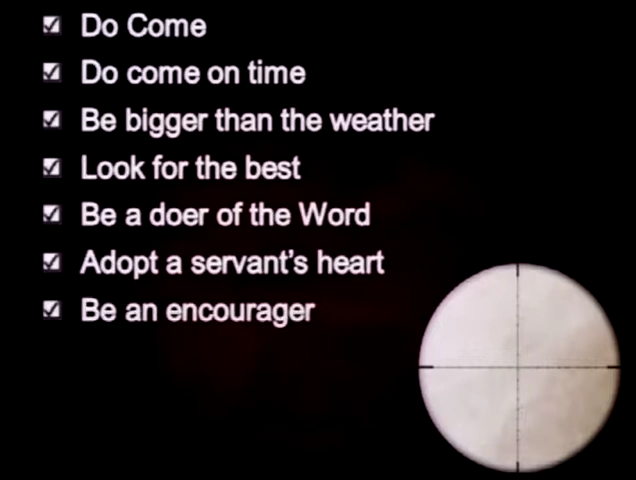 Do Come
Do come on time
Be bigger than the weather
Look for the best
Be a doer of the Word
Adopt a servant's heart
Be an encourager